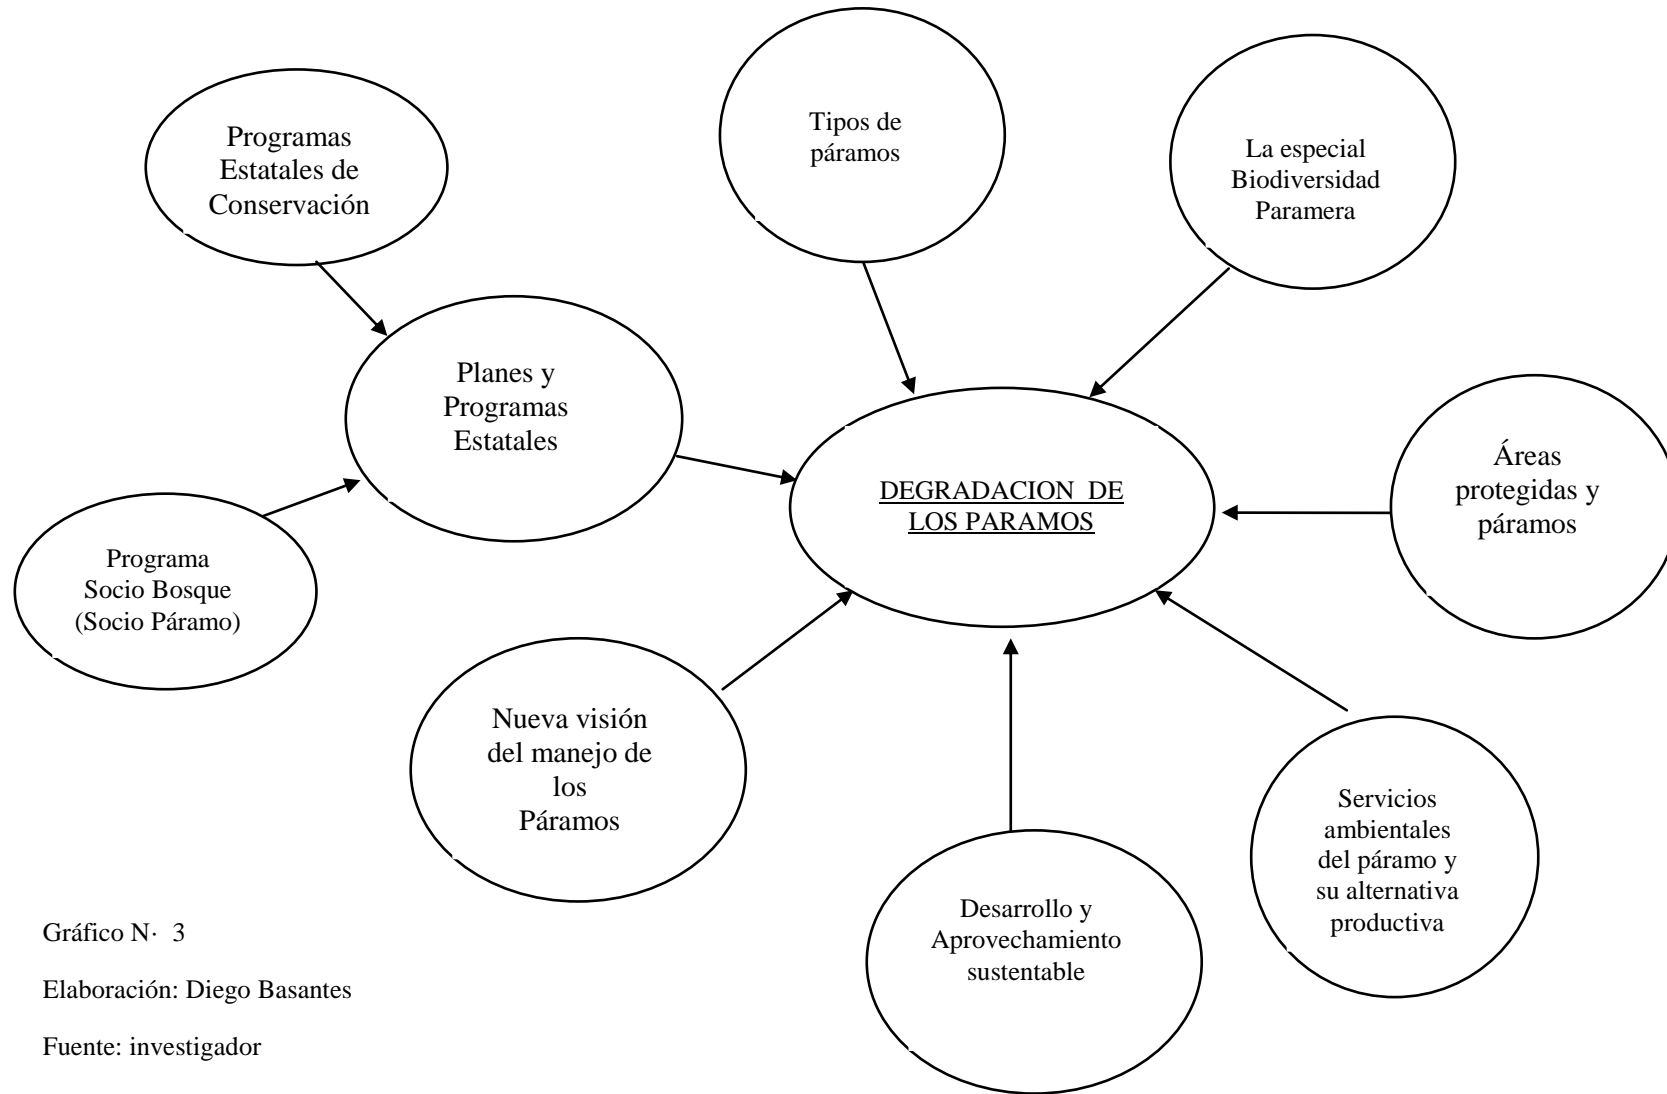 Programas
Estatales de
Conservación
Tipos de
páramos
La especial
Biodiversidad
Paramera
Planes y
Programas
Estatales
DEGRADACION  DE
LOS PARAMOS
Áreas
protegidas y
páramos
Programa
Socio Bosque
(Socio Páramo)
Nueva visión
del manejo de
los
Páramos
Desarrollo y
Aprovechamiento
sustentable
Servicios
ambientales
del páramo y
su alternativa
productiva
Gráfico N·  3
Elaboración: Diego Basantes
Fuente: investigador